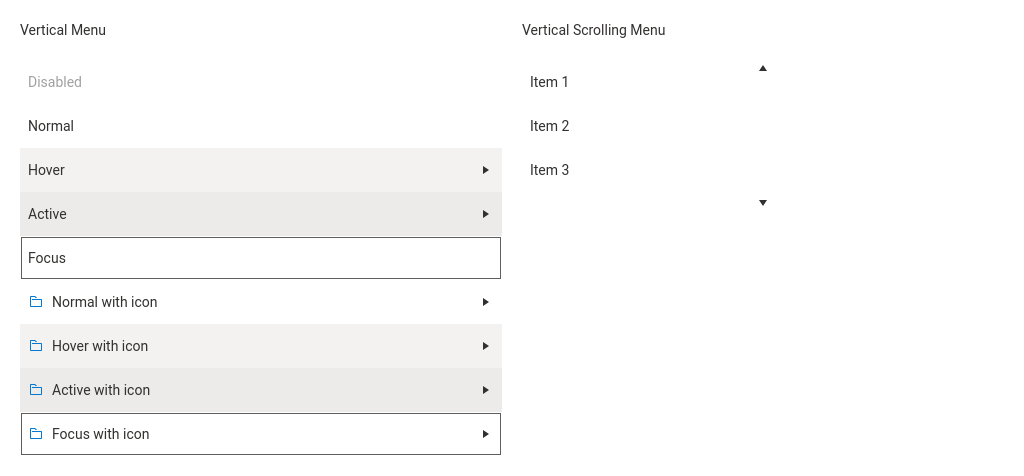 Vertical Menu
Disabled
Normal
Hover
Active
Focus
Normal with icon
Hover with icon
Active with icon
Focus with icon
Vertical Scrolling Menu
Item 1
Item 2
Item 3